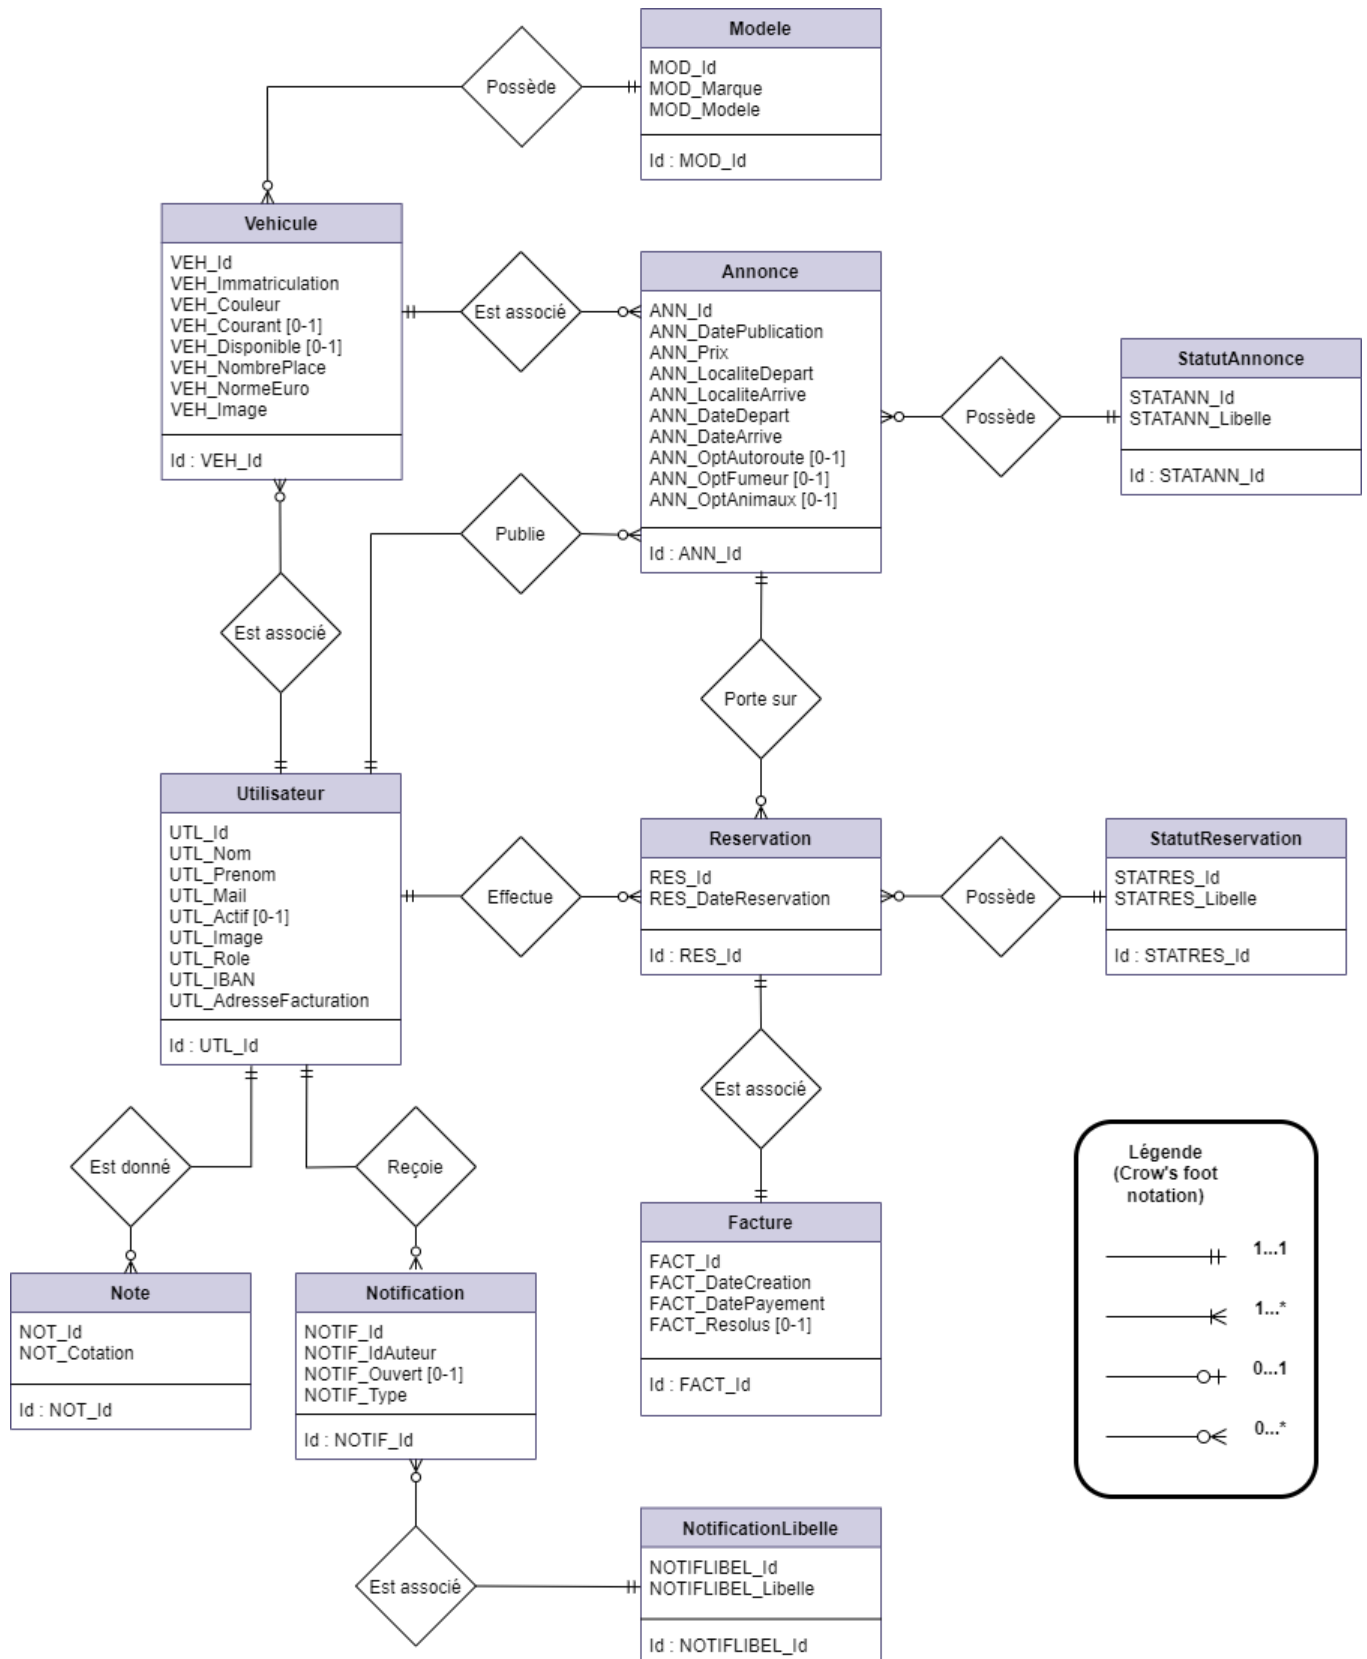 Modele
MOD_Id
MOD_Marque
MOD_Modele
Id : MOD_Id
Possède
Vehicule
VEH_Id
VEH_Immatriculation
VEH_Couleur
VEH_Courant [0-1]
VEH_Disponible [0-1]
VEH_NombrePlace
VEH_NormeEuro
VEH_Image
Id : VEH_Id
Est associé
Annonce
ANN_Id
ANN_DatePublication
ANN_Prix
ANN_LocaliteDepart
ANN_LocaliteArrive
ANN_DateDepart
ANN_DateArrive
ANN_OptAutoroute [0-1]
ANN_OptFumeur [0-1]
ANN_OptAnimaux [0-1]
Id : ANN_Id
Possède
StatutAnnonce
STATANN_Id
STATANN_Libelle
Id : STATANN_Id
Publie
Est associé
Porte sur
Utilisateur
UTL_Id
UTL_Nom
UTL_Prenom
UTL_Mail
UTL_Actif [0-1]
UTL_Image
UTL_Role
UTL_IBAN
UTL_AdresseFacturation
Id : UTL_Id
Effectue
Reservation
RES_Id
RES_DateReservation
Id : RES_Id
Possède
StatutReservation
STATRES_Id
STATRES_Libelle
Id : STATRES_Id
Est associé
Est donné
Reçoie
Facture
FACT_Id
FACT_DateCreation
FACT_DatePayement
FACT_Resolus [0-1]
Id : FACT_Id
Note
NOT_Id
NOT_Cotation
Id : NOT_Id
Notification
NOTIF_Id
NOTIF_IdAuteur
NOTIF_Ouvert [0-1]
NOTIF_Type
Id : NOTIF_Id
Est associé
NotificationLibelle
NOTIFLIBEL_Id
NOTIFLIBEL_Libelle
Id : NOTIFLIBEL_Id
Légende
(Crow's foot
notation)
1...1
1...*
0...1
0...*